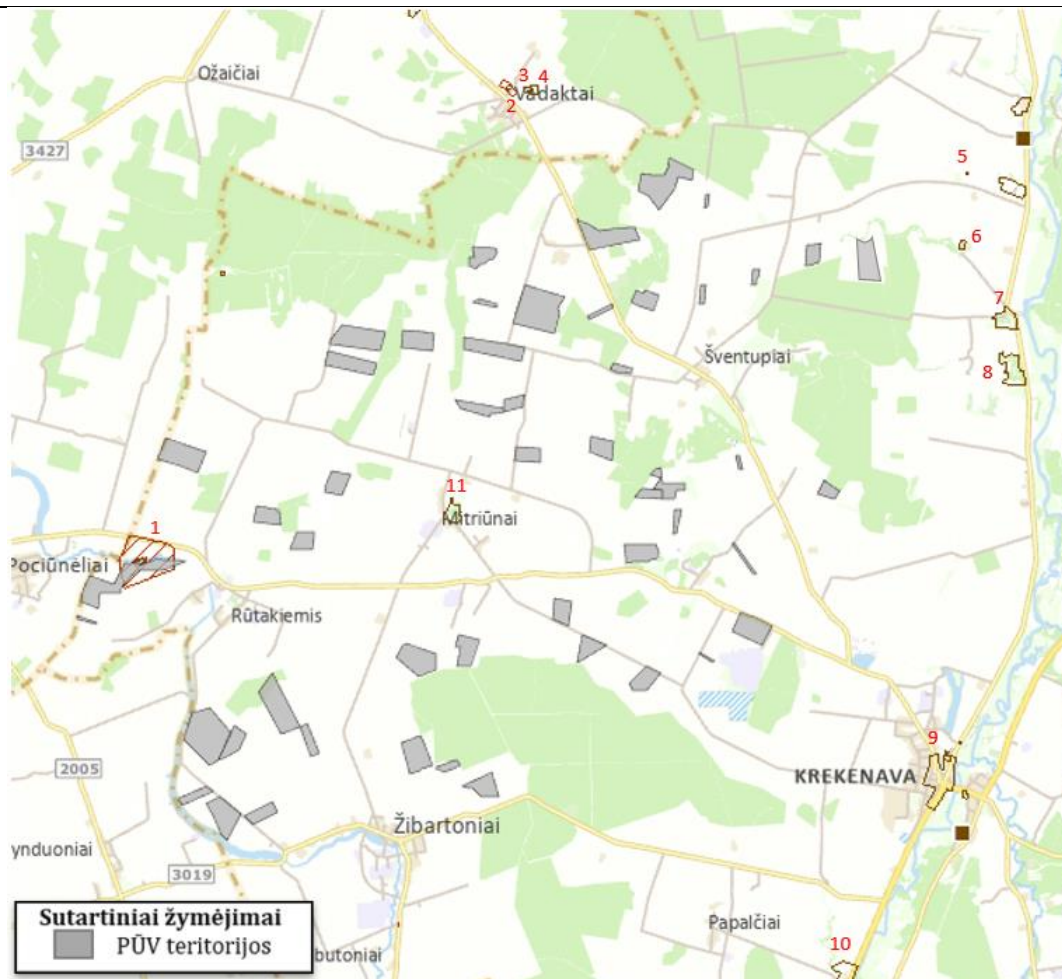 Ožaičiai
3
4
Vadaktai
2
3427
5
6
7
Šventupiai
8
11
Mitriūnai
1
Pociūnėliai
Rūtakiemis
9
2005
KREKENAVA
Žibartoniai
ynduoniai
3019
Papalčiai
Sutartiniai žymėjimai
PŪV teritorijos
butoniai
10